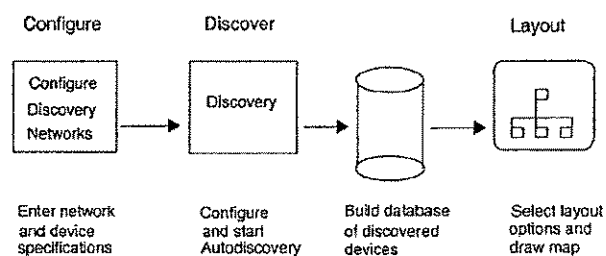 Configure
Discover
Layout
Configure
Discovery
Networks
Discovery
Enter network
and device
specifications
Configure
and start
Autodiscovery
Build database
of discovered
devices
Select layout
options and
draw map